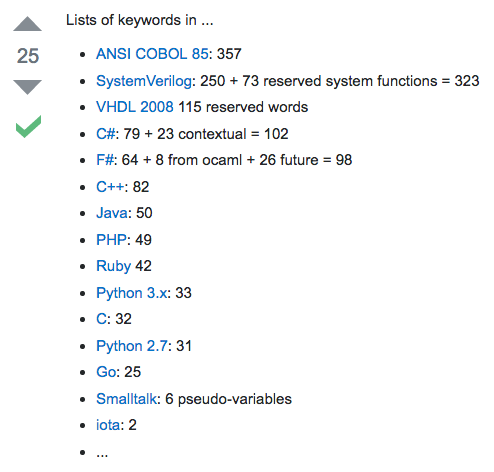 Lists of keywords in ...
25
ANSI COBOL 85: 357
SystemVerilog: 250 + 73 reserved system functions = 323
VHDL 2008 115 reserved words
C#: 79 + 23 contextual = 102
F#: 64 + 8 from ocaml + 26 future = 98
C++: 82
Java: 50
PHP: 49
Ruby 42
Python 3.x: 33
C: 32
Python 2.7: 31
Go: 25
Smalltalk: 6 pseudo-variables
iota: 2
...